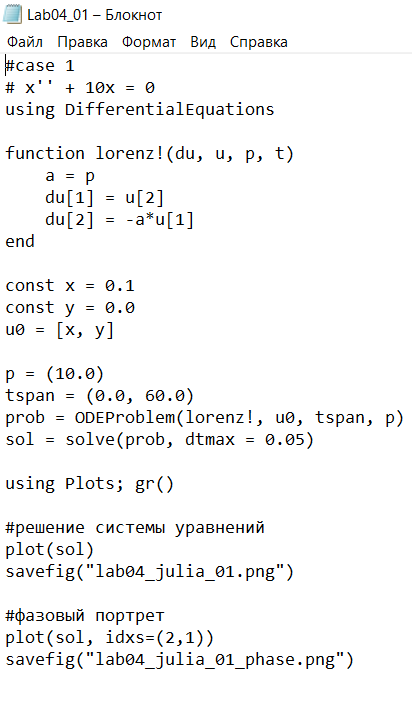 Lab04_01 – Блокнот
Файл Правка Формат Вид Справка
#case 1
# x'' + 10x = 0
using DifferentialEquations

function lorenz!(du, u, p, t)
    a = p
    du[1] = u[2]
    du[2] = -a*u[1]
end

const x = 0.1
const y = 0.0
u0 = [x, y]

p = (10.0)
tspan = (0.0, 60.0)
prob = ODEProblem(lorenz!, u0, tspan, p)
sol = solve(prob, dtmax = 0.05)

using Plots; gr()

#решение системы уравнений
plot(sol)
savefig("lab04_julia_01.png")

#фазовый портрет
plot(sol, idxs=(2,1))
savefig("lab04_julia_01_phase.png")